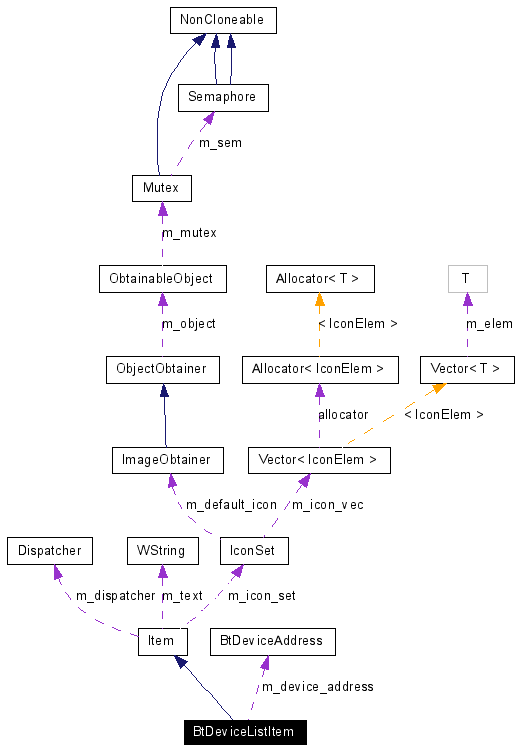 NonCloneable
Semaphore
m_sem
Mutex
m_mutex
ObtainableObject
Allocator< T >
T
m_object
< IconElem >
m_elem
ObjectObtainer
Allocator< IconElem >
Vector< T >
allocator
< IconElem >
ImageObtainer
Vector< IconElem >
m_default_icon
m_icon_vec
Dispatcher
WString
IconSet
m_dispatcher
m_text
m_icon_set
Item
BtDeviceAddress
m_device_address
BtDeviceListItem